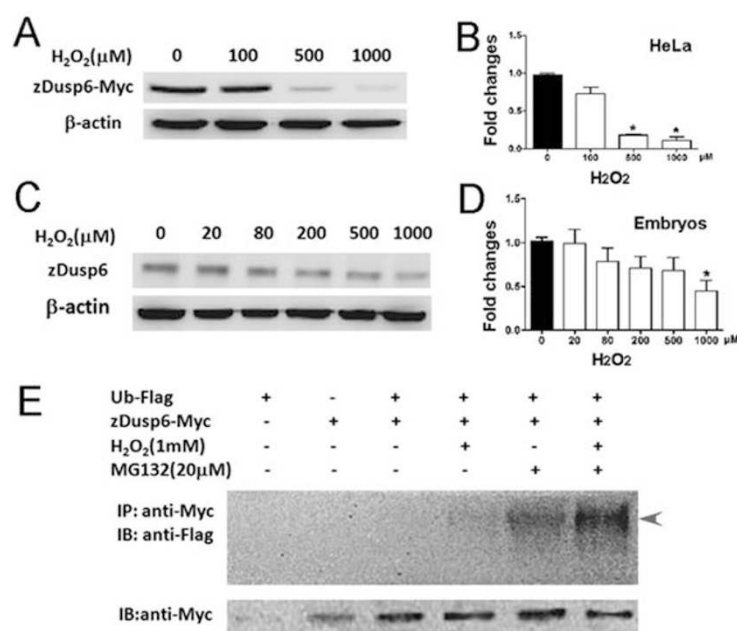 A
H₂O₂(μM) 0 100 500 1000
zDusp6-Myc
β-actin
B
HeLa
Fold changes
1.5
1.0
0.5
0.0
* *
0 100 500 1000 μM
H2O2
C
H₂O₂(μM) 0 20 80 200 500 1000
zDusp6
β-actin
D
Embryos
Fold changes
1.5
1.0
0.5
0.0
*
0 20 80 200 500 1000 μM
H2O2
E
Ub-Flag + - + + + +
zDusp6-Myc - + + + + +
H₂O₂(1mM) - - - + - +
MG132(20μM) - - - - + +
IP: anti-Myc
IB: anti-Flag
IB:anti-Myc